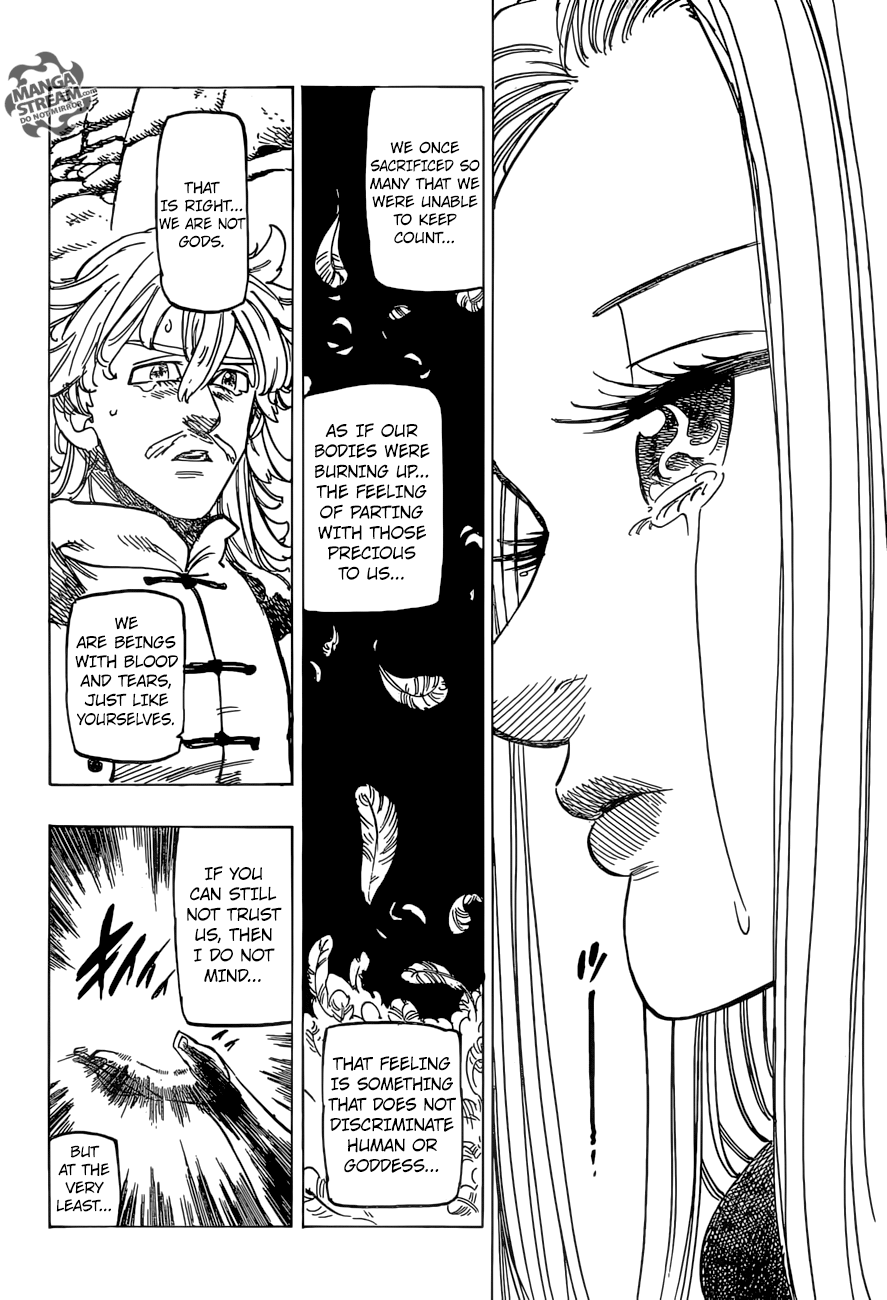 MANGA
STREAM.com
DO NOT MIRROR
WE ONCE
SACRIFICED SO
MANY THAT WE
WERE UNABLE
TO KEEP
COUNT...
AS IF OUR
BODIES WERE
BURNING UP...
THE FEELING
OF PARTING
WITH THOSE
PRECIOUS
TO US...
THAT FEELING
IS SOMETHING
THAT DOES NOT
DISCRIMINATE
HUMAN OR
GODDESS...
THAT
IS RIGHT...
WE ARE NOT
GODS.
WE
ARE BEINGS
WITH BLOOD
AND TEARS,
JUST LIKE
YOURSELVES.
IF YOU
CAN STILL
NOT TRUST
US, THEN
I DO NOT
MIND...
BUT
AT THE
VERY
LEAST...